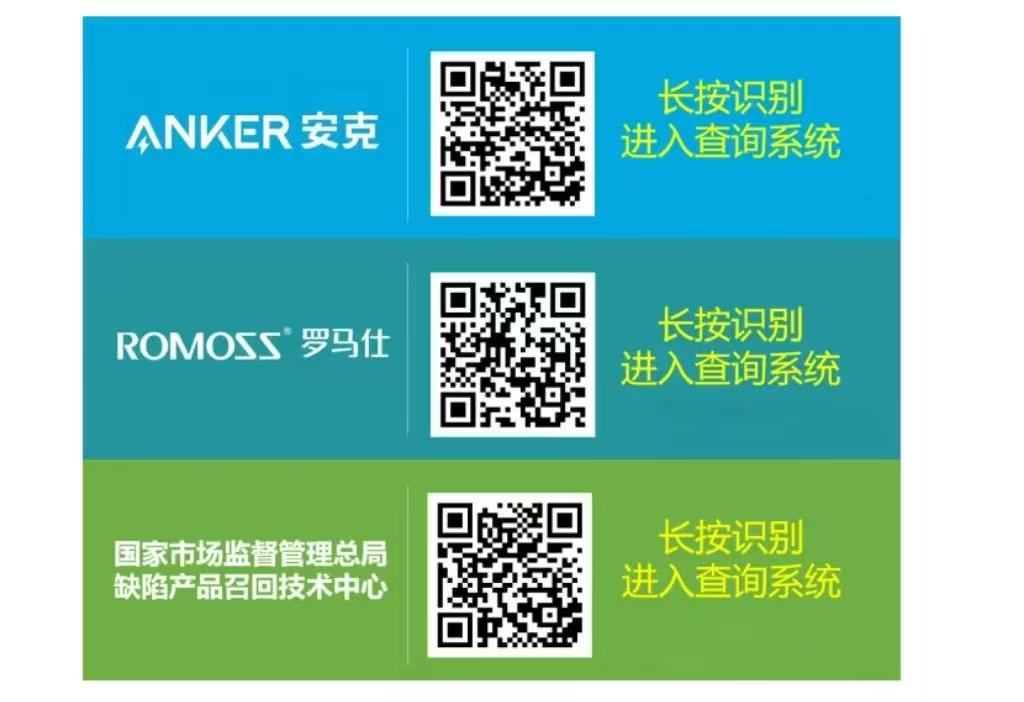 ANKER 安克
长按识别
进入查询系统
ROMOSS® 罗马仕
长按识别
进入查询系统
国家市场监督管理总局
缺陷产品召回技术中心
长按识别
进入查询系统